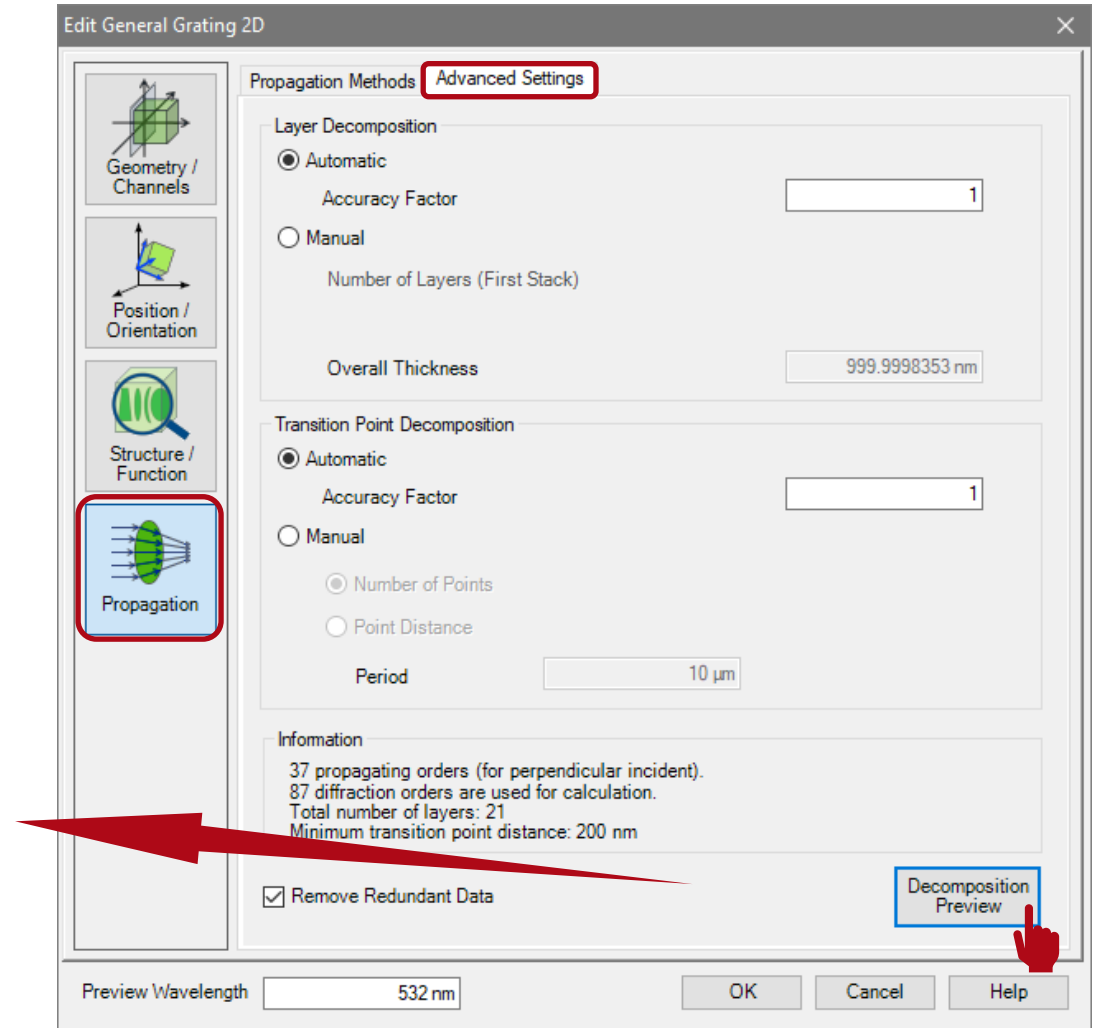 Edit General Grating 2D
Geometry /
Channels
Position /
Orientation
Structure /
Function
Propagation
Propagation Methods
Advanced Settings
Layer Decomposition
Automatic
Accuracy Factor
1
Manual
Number of Layers (First Stack)
Overall Thickness
999.9998353 nm
Transition Point Decomposition
Automatic
Accuracy Factor
1
Manual
Number of Points
Point Distance
Period
10 µm
Information
37 propagating orders (for perpendicular incident).
87 diffraction orders are used for calculation.
Total number of layers: 21
Minimum transition point distance: 200 nm
Remove Redundant Data
Decomposition
Preview
Preview Wavelength
532 nm
OK
Cancel
Help